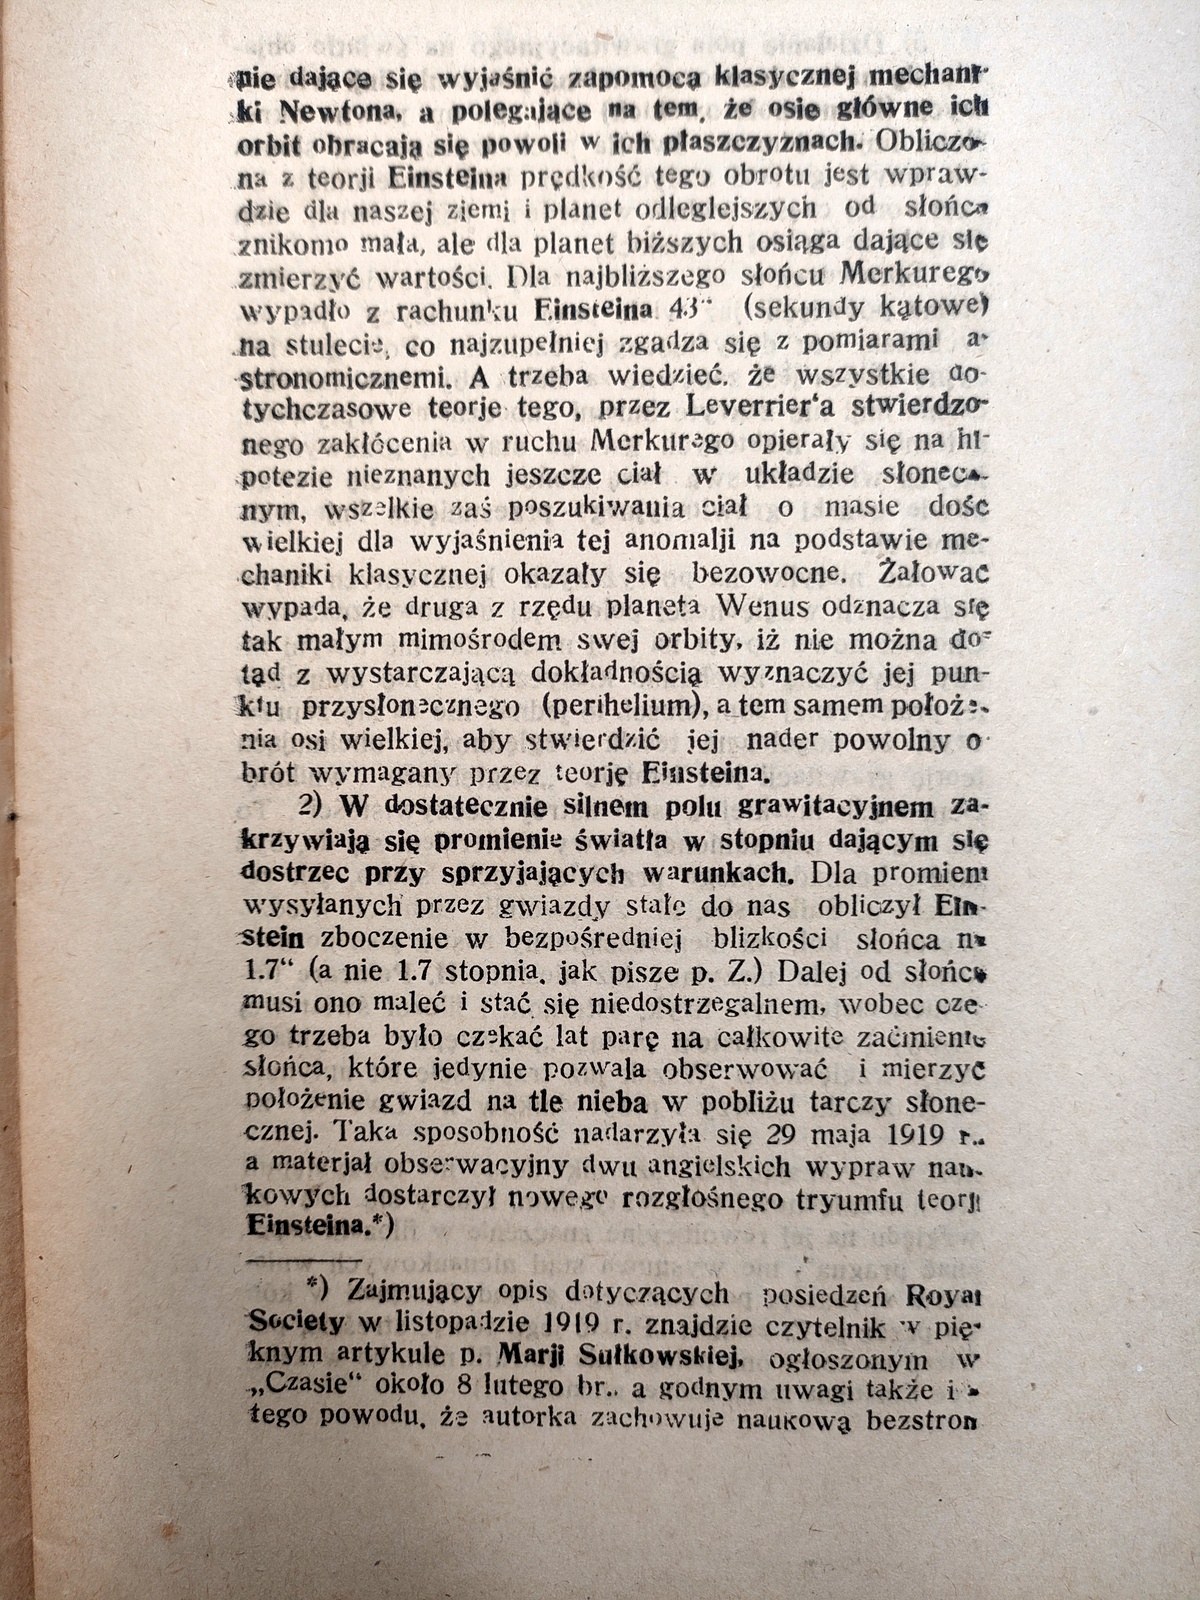 nie dające się wyjaśnić zapomocą klasycznej mechani-
ki Newtona, a polegające na tem, że osie główne ich
orbit obracają się powoli w ich płaszczyznach. Obliczo-
na z teorji Einsteina prędkość tego obrotu jest wpraw-
dzie dla naszej ziemi i planet odleglejszych od słońca
znikomo mała, ale dla planet biższych osiąga dające się
zmierzyć wartości. Dla najbliższego słońcu Merkurego
wypadło z rachunku Einsteina 43" (sekundy kątowe)
na stulecie, co najzupełniej zgadza się z pomiarami a-
stronomicznemi. A trzeba wiedzieć, że wszystkie do-
tychczasowe teorje tego, przez Leverrier‘a stwierdzo-
nego zakłócenia w ruchu Merkurego opierały się na hi-
potezie nieznanych jeszcze ciał w układzie słonecz-
nym, wszelkie zaś poszukiwania ciał o masie dość
wielkiej dla wyjaśnienia tej anomalji na podstawie me-
chaniki klasycznej okazały się bezowocne. Żałować
wypada, że druga z rzędu planeta Wenus odznacza się
tak małym mimośrodem swej orbity, iż nie można do-
tąd z wystarczającą dokładnością wyznaczyć jej pun-
ktu przysłonecznego (perihelium), a tem samem położe-
nia osi wielkiej, aby stwierdzić jej nader powolny o-
brót wymagany przez teorję Einsteina.
2) W dostatecznie silnem polu grawitacyjnem za-
krzywiają się promienie światła w stopniu dającym się
dostrzec przy sprzyjających warunkach. Dla promieni
wysyłanych przez gwiazdy stałe do nas obliczył Ein-
stein zboczenie w bezpośredniej blizkości słońca na
1.7“ (a nie 1.7 stopnia, jak pisze p. Z.) Dalej od słońca
musi ono maleć i stać się niedostrzegalnem, wobec cze-
go trzeba było czekać lat parę na całkowite zaćmienie
słońca, które jedynie pozwala obserwować i mierzyć
położenie gwiazd na tle nieba w pobliżu tarczy słone-
cznej. Taka sposobność nadarzyła się 29 maja 1919 r.,
a materjał obserwacyjny dwu angielskich wypraw nau-
kowych dostarczył nowego rozgłośnego tryumfu teorji
Einsteina.*)
*) Zajmujący opis dotyczących posiedzeń Royal
Society w listopadzie 1919 r. znajdzie czytelnik w pię-
knym artykule p. Marji Sułkowskiej, ogłoszonym w
„Czasie“ około 8 lutego br., a godnym uwagi także i z
tego powodu, że autorka zachowuje naukową bezstron